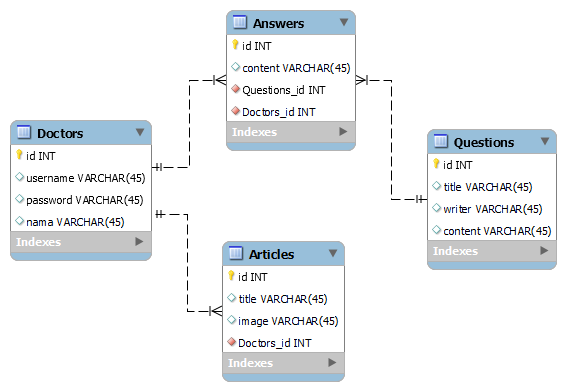 Answers
id INT
content VARCHAR(45)
Questions_id INT
Doctors_id INT
Indexes
Doctors
id INT
username VARCHAR(45)
password VARCHAR(45)
nama VARCHAR(45)
Indexes
Questions
id INT
title VARCHAR(45)
writer VARCHAR(45)
content VARCHAR(45)
Indexes
Articles
id INT
title VARCHAR(45)
image VARCHAR(45)
Doctors_id INT
Indexes